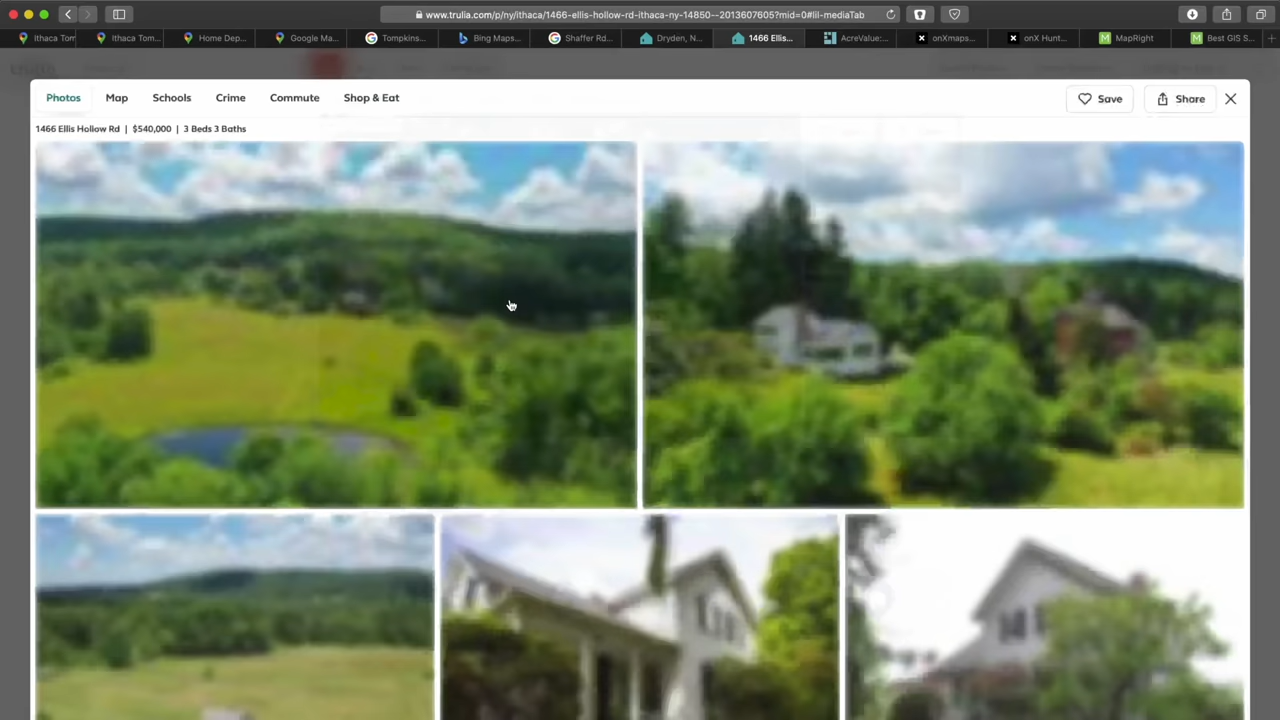 www.trulia.com/p/ny/ithaca/1466-ellis-hollow-rd-ithaca-ny-14850--2013607605?mid=0#lil-mediaTab
Ithaca Tom
Ithaca Tom...
Home Dep...
Google Ma...
Tompkins...
Bing Maps...
Shaffer Rd...
Dryden, N...
1466 Ellis...
AcreValue:...
onXmaps...
onX Hunt...
MapRight
Best GIS S...
Photos
Map
Schools
Crime
Commute
Shop & Eat
Save
Share
1466 Ellis Hollow Rd | $540,000 | 3 Beds 3 Baths